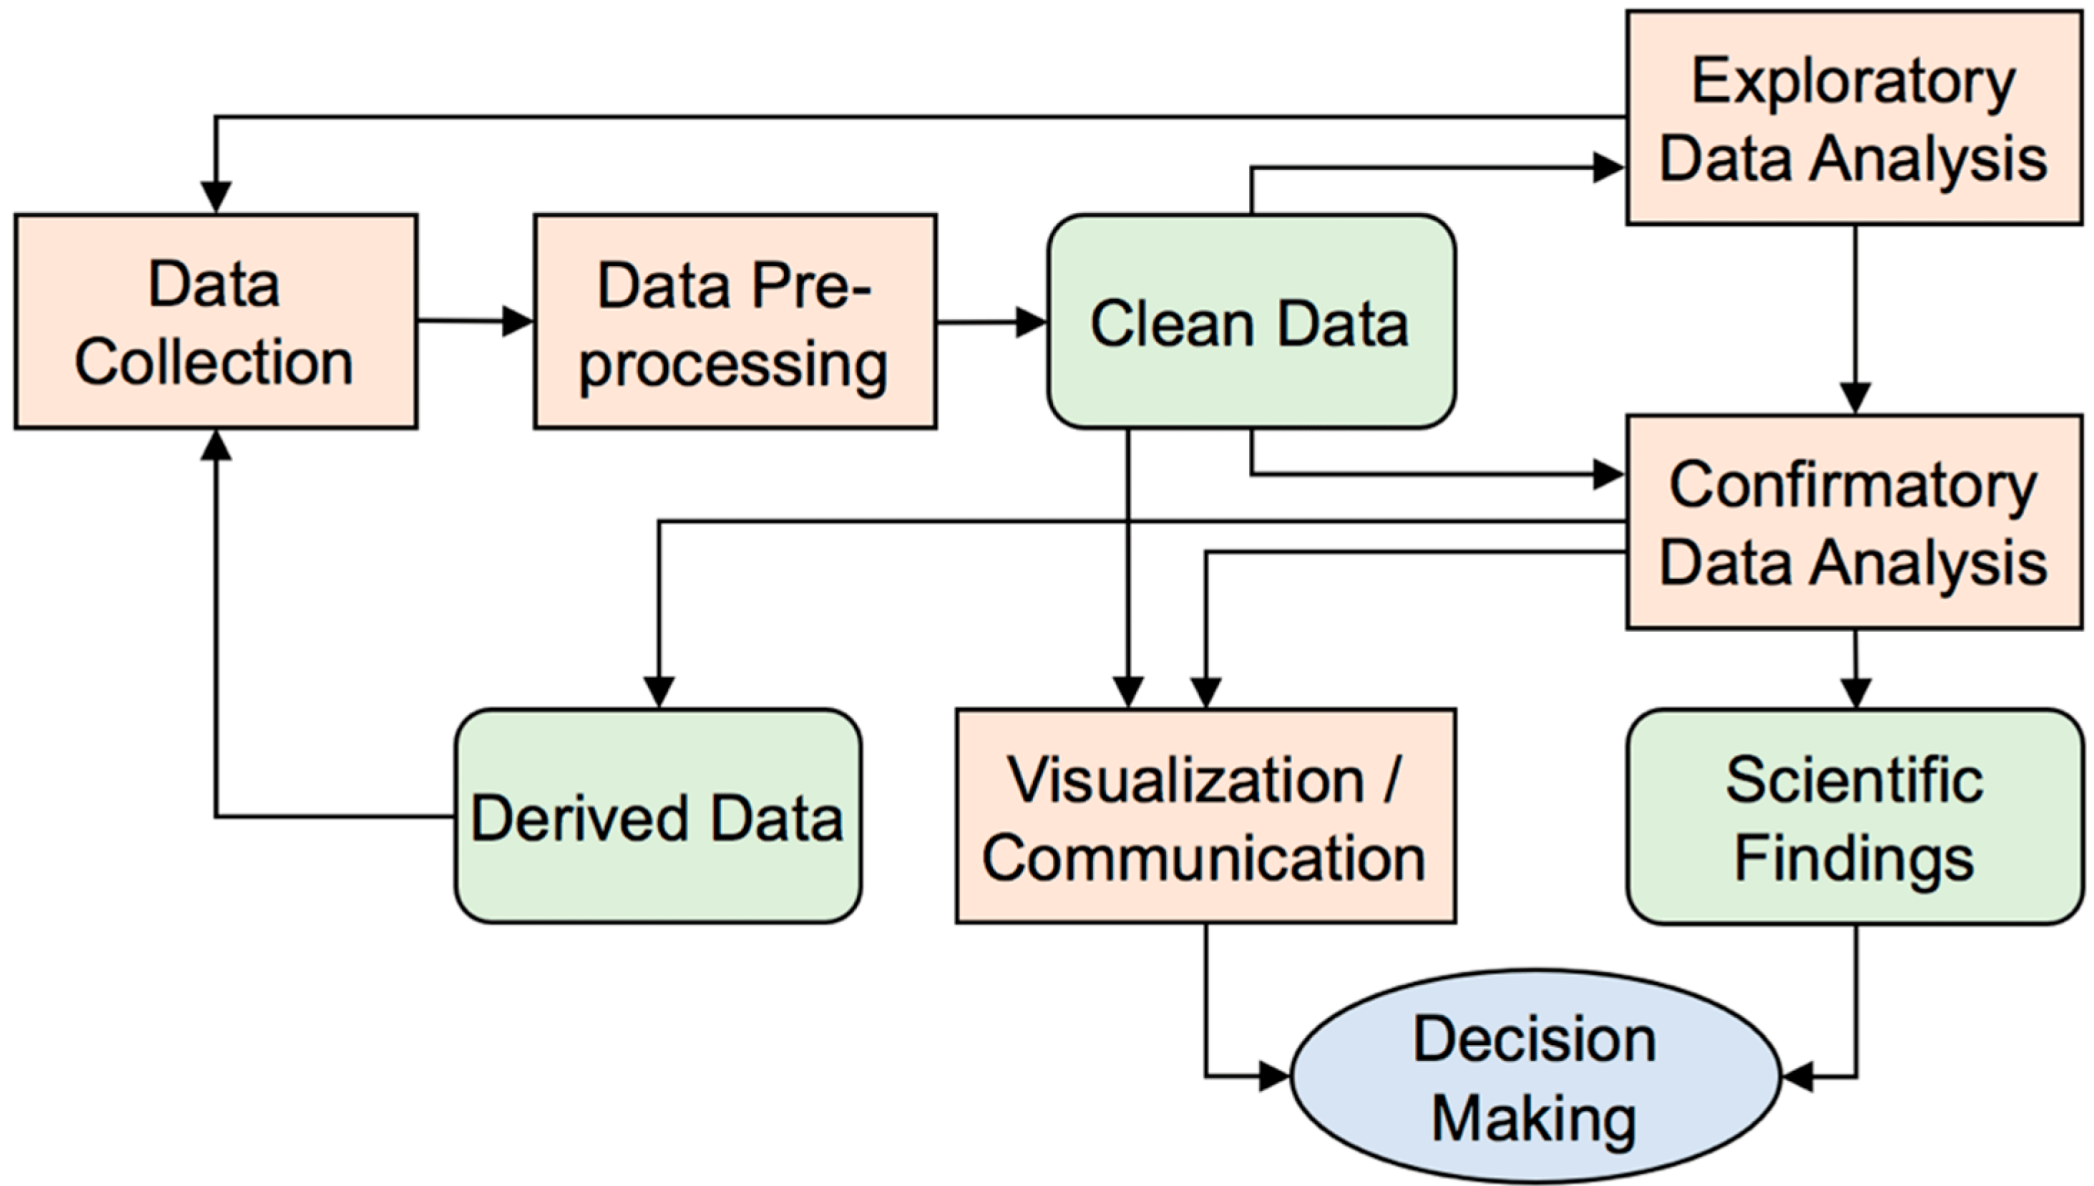 Exploratory
Data Analysis
Data
Collection
Data Pre-
processing
Clean Data
Confirmatory
Data Analysis
Derived Data
Visualization /
Communication
Scientific
Findings
Decision
Making